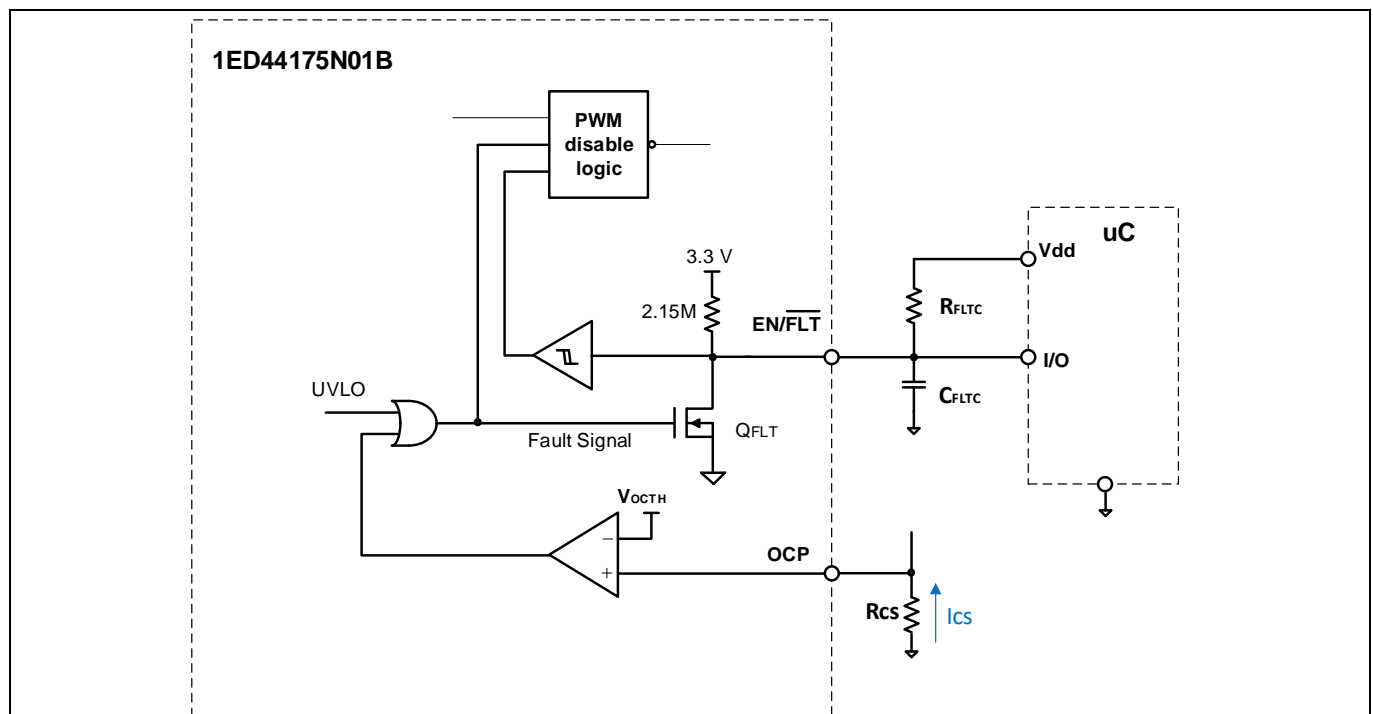 1ED44175N01B
PWM
disable
logic
uC
Vdd
3.3 V
2.15M
EN/FLT
RFLTC
I/O
CFLTC
UVLO
Fault Signal
QFLT
VOCTH
−
+
OCP
Rcs
Ics